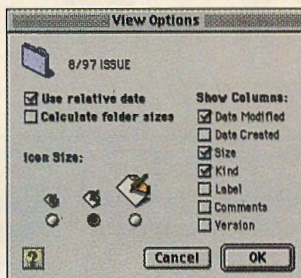 View Options
8/97 ISSUE
Use relative date
Calculate folder sizes
Icon Size:
Show Columns:
Date Modified
Date Created
Size
Kind
Label
Comments
Version
?
Cancel
OK